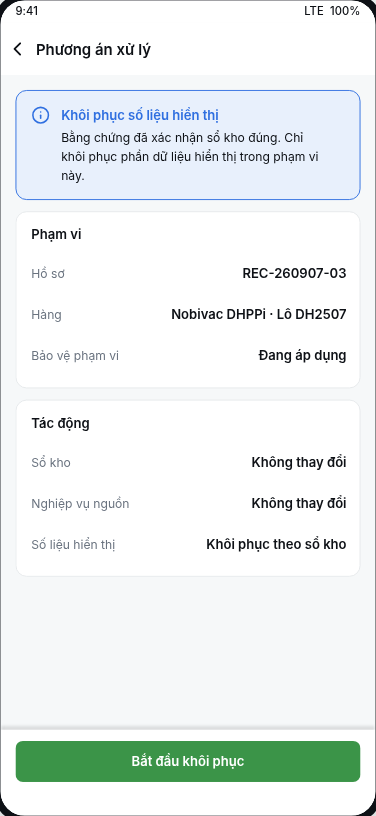 9:41
LTE 100%
Phương án xử lý
Khôi phục số liệu hiển thị
Bằng chứng đã xác nhận sổ kho đúng. Chỉ
khôi phục phần dữ liệu hiển thị trong phạm vi
này.
Phạm vi
Hồ sơ
REC-260907-03
Hàng
Nobivac DHPPi · Lô DH2507
Bảo vệ phạm vi
Đang áp dụng
Tác động
Sổ kho
Không thay đổi
Nghiệp vụ nguồn
Không thay đổi
Số liệu hiển thị
Khôi phục theo sổ kho
Bắt đầu khôi phục